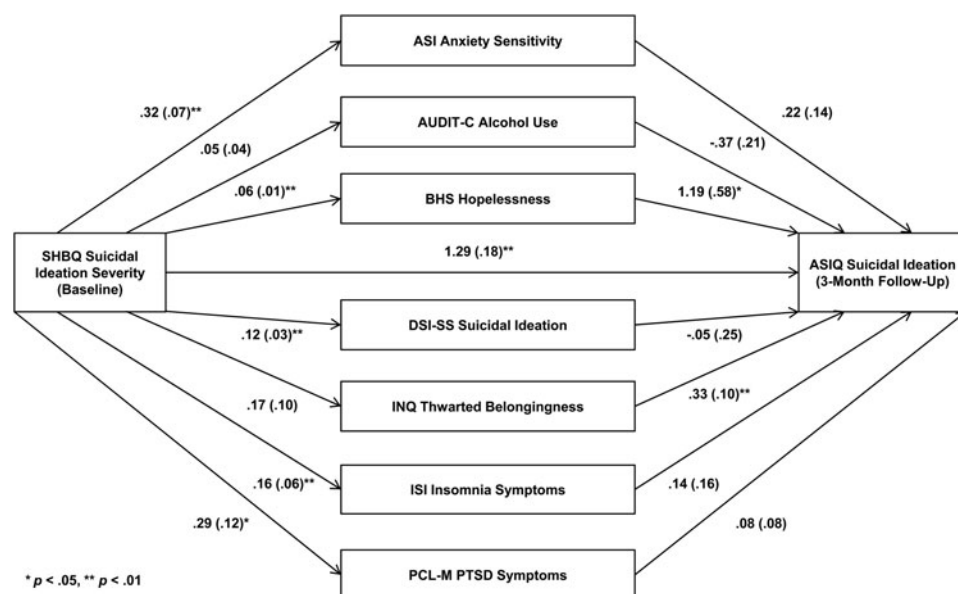 ASI Anxiety Sensitivity
.32 (.07)**
.22 (.14)
AUDIT-C Alcohol Use
.05 (.04)
-.37 (.21)
BHS Hopelessness
.06 (.01)**
1.19 (.58)*
SHBQ Suicidal
Ideation Severity
(Baseline)
1.29 (.18)**
ASIQ Suicidal Ideation
(3-Month Follow-Up)
DSI-SS Suicidal Ideation
.12 (.03)**
-.05 (.25)
INQ Thwarted Belongingness
.17 (.10)
.33 (.10)**
ISI Insomnia Symptoms
.16 (.06)**
.14 (.16)
.29 (.12)*
.08 (.08)
PCL-M PTSD Symptoms
* p < .05, ** p < .01